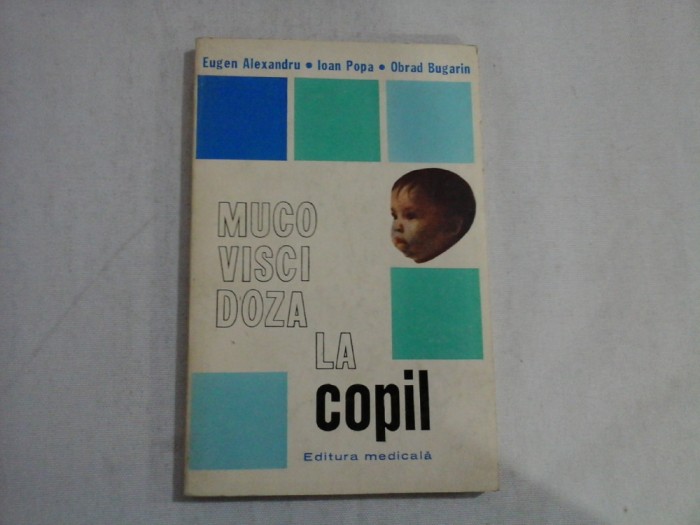 Eugen Alexandru • Ioan Popa • Obrad Bugarin
MUCO
VISCI
DOZA
LA
copil
Editura medicală